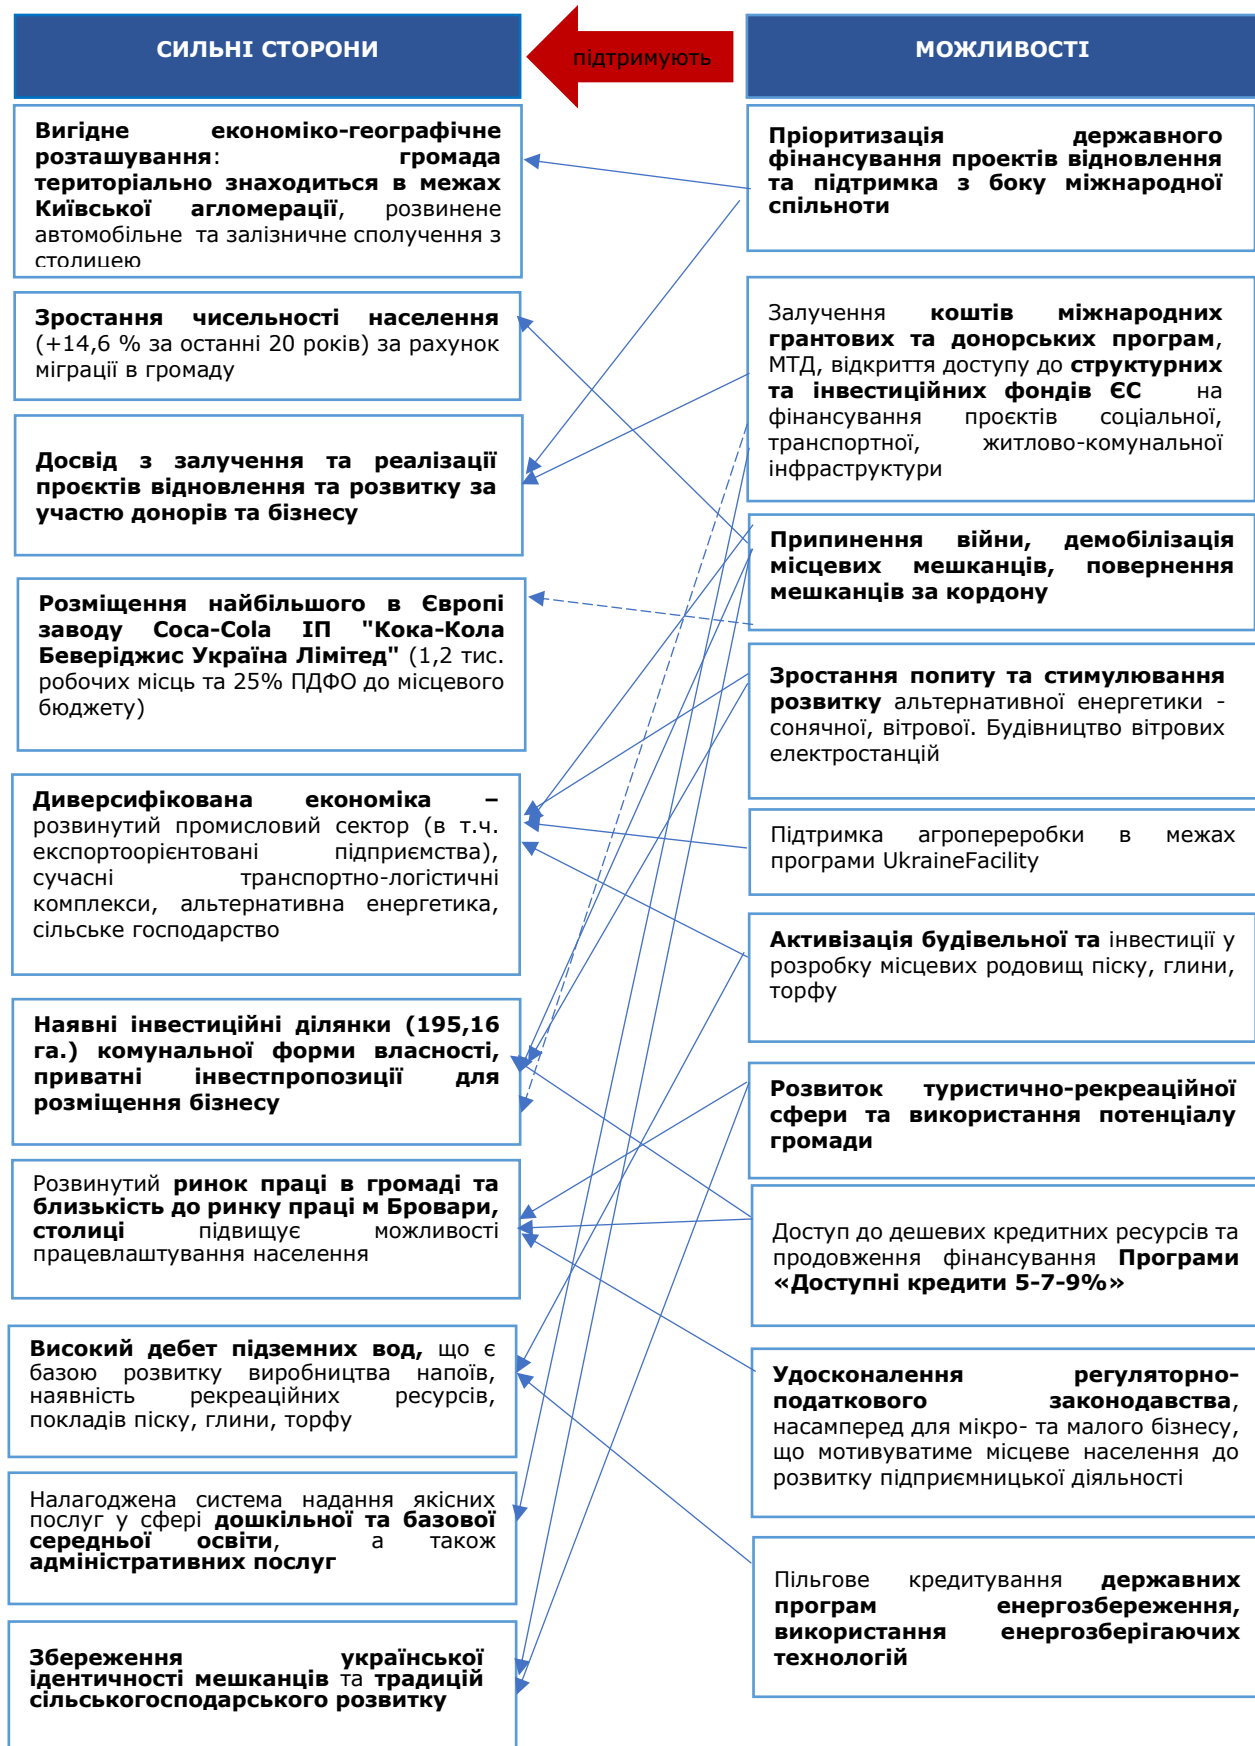 СИЛЬНІ СТОРОНИ
підтримують
МОЖЛИВОСТІ
Вигідне економіко-географічне
розташування: громада
територіально знаходиться в межах
Київської агломерації, розвинене
автомобільне та залізничне сполучення з
столицею
Зростання чисельності населення
(+14,6 % за останні 20 років) за рахунок
міграції в громаду
Досвід з залучення та реалізації
проєктів відновлення та розвитку за
участю донорів та бізнесу
Розміщення найбільшого в Європі
заводу Coca-Cola ІП "Кока-Кола
Беверіджис Україна Лімітед" (1,2 тис.
робочих місць та 25% ПДФО до місцевого
бюджету)
Диверсифікована економіка –
розвинутий промисловий сектор (в т.ч.
експортоорієнтовані підприємства),
сучасні транспортно-логістичні
комплекси, альтернативна енергетика,
сільське господарство
Наявні інвестиційні ділянки (195,16
га.) комунальної форми власності,
приватні інвестпропозиції для
розміщення бізнесу
Розвинутий ринок праці в громаді та
близькість до ринку праці м Бровари,
столиці підвищує можливості
працевлаштування населення
Високий дебет підземних вод, що є
базою розвитку виробництва напоїв,
наявність рекреаційних ресурсів,
покладів піску, глини, торфу
Налагоджена система надання якісних
послуг у сфері дошкільної та базової
середньої освіти, а також
адміністративних послуг
Збереження української
ідентичності мешканців та традицій
сільськогосподарського розвитку
Пріоритизація державного
фінансування проектів відновлення
та підтримка з боку міжнародної
спільноти
Залучення коштів міжнародних
грантових та донорських програм,
МТД, відкриття доступу до структурних
та інвестиційних фондів ЄС на
фінансування проєктів соціальної,
транспортної, житлово-комунальної
інфраструктури
Припинення війни, демобілізація
місцевих мешканців, повернення
мешканців за кордону
Зростання попиту та стимулювання
розвитку альтернативної енергетики -
сонячної, вітрової. Будівництво вітрових
електростанцій
Підтримка агропереробки в межах
програми UkraineFacility
Активізація будівельної та інвестиції у
розробку місцевих родовищ піску, глини,
торфу
Розвиток туристично-рекреаційної
сфери та використання потенціалу
громади
Доступ до дешевих кредитних ресурсів та
продовження фінансування Програми
«Доступні кредити 5-7-9%»
Удосконалення регуляторно-
податкового законодавства,
насамперед для мікро- та малого бізнесу,
що мотивуватиме місцеве населення до
розвитку підприємницької діяльності
Пільгове кредитування державних
програм енергозбереження,
використання енергозберігаючих
технологій